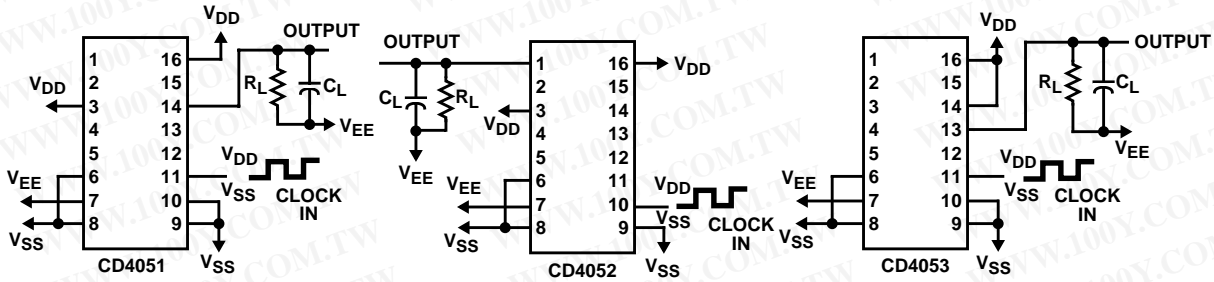 VDD
OUTPUT
1 16
2 15
VDD 3 14
4 13
5 12
6 11
VEE 7 10
8 9
VSS
RL CL
VEE
VDD
VSS
CLOCK
IN
VSS
CD4051
OUTPUT
CL RL
VEE
1 16 VDD
2 15
3 14
VDD
4 13
5 12
6 11
VEE 7 10
8 9
VSS
VDD
VSS
CLOCK
IN
VSS
CD4052
VDD
OUTPUT
1 16
2 15
3 14
4 13
5 12
6 11
VEE 7 10
8 9
VSS
RL CL
VEE
VDD
VSS
CLOCK
IN
VSS
CD4053
WWW.100Y.COM.TW